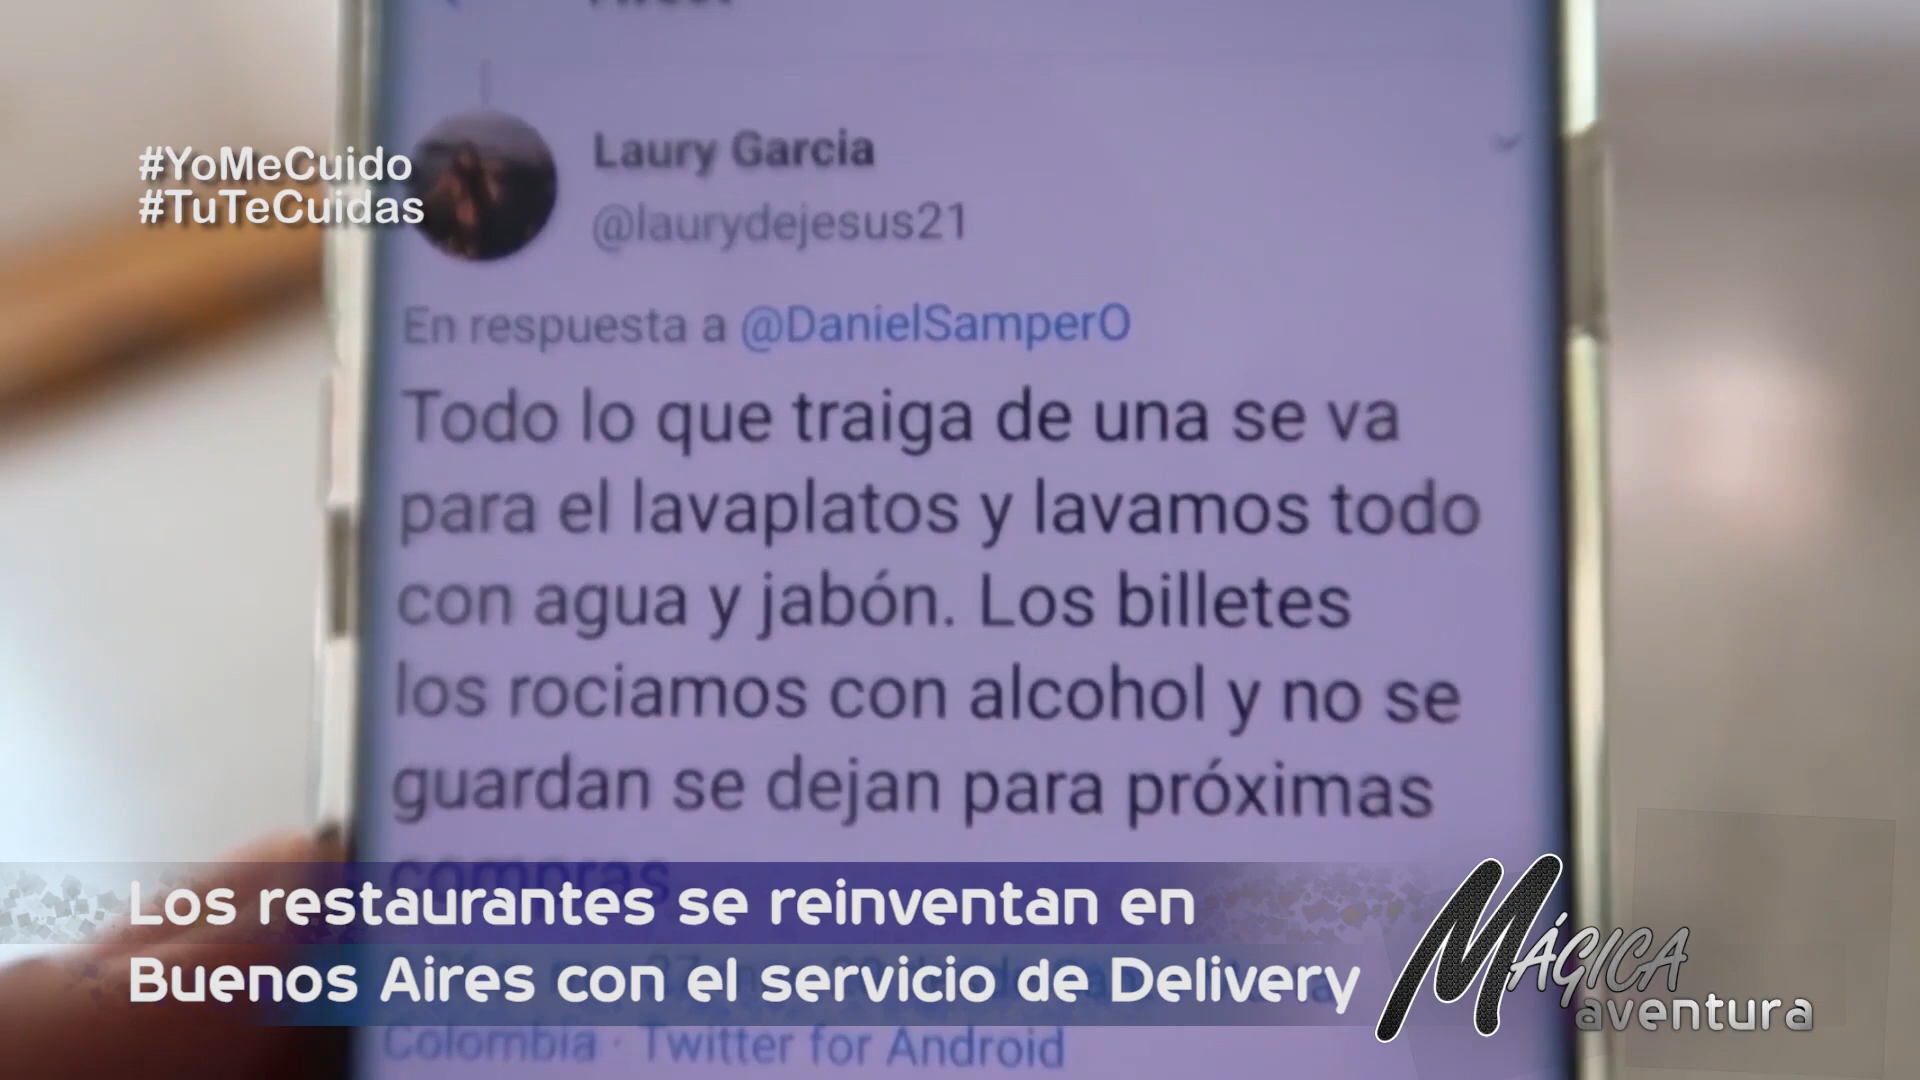 #YoMeCuido
#TuTeCuidas
Laury Garcia
@laurydejesus21
En respuesta a @DanielSamperO
Todo lo que traiga de una se va
para el lavaplatos y lavamos todo
con agua y jabón. Los billetes
los rociamos con alcohol y no se
guardan se dejan para próximas
compras
Los restaurantes se reinventan en
Buenos Aires con el servicio de Delivery
MÁGICA
aventura
Colombia · Twitter for Android